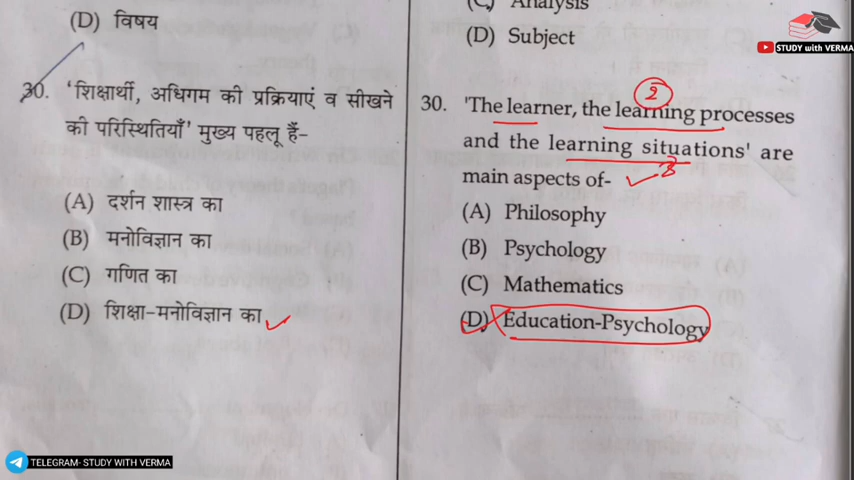 (D) विषय
30. ‘शिक्षार्थी, अधिगम की प्रक्रियाएं व सीखने
की परिस्थितियाँ’ मुख्य पहलू हैं-
(A) दर्शन शास्त्र का
(B) मनोविज्ञान का
(C) गणित का
(D) शिक्षा-मनोविज्ञान का
(C) Analysis
(D) Subject
2
30. 'The learner, the learning processes
and the learning situations' are
3
main aspects of-
(A) Philosophy
(B) Psychology
(C) Mathematics
(D) Education-Psychology
STUDY with VERMA
TELEGRAM- STUDY WITH VERMA